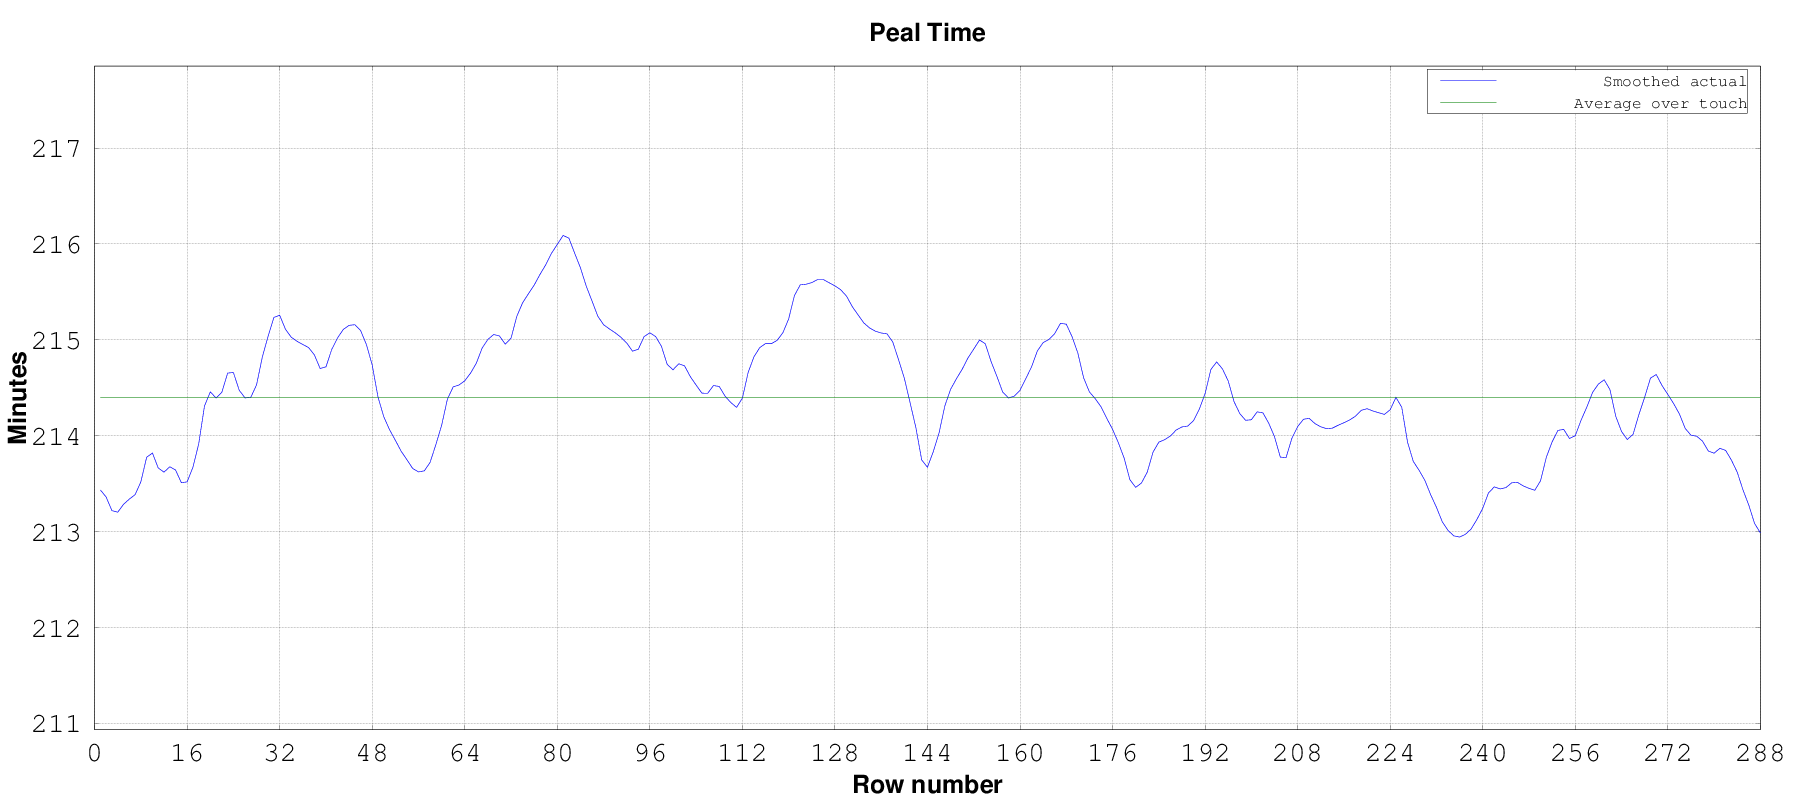 Peal Time
Smoothed actual
Average over touch
217
216
215
214
213
212
211
Minutes
0 16 32 48 64 80 96 112 128 144 160 176 192 208 224 240 256 272 288
Row number